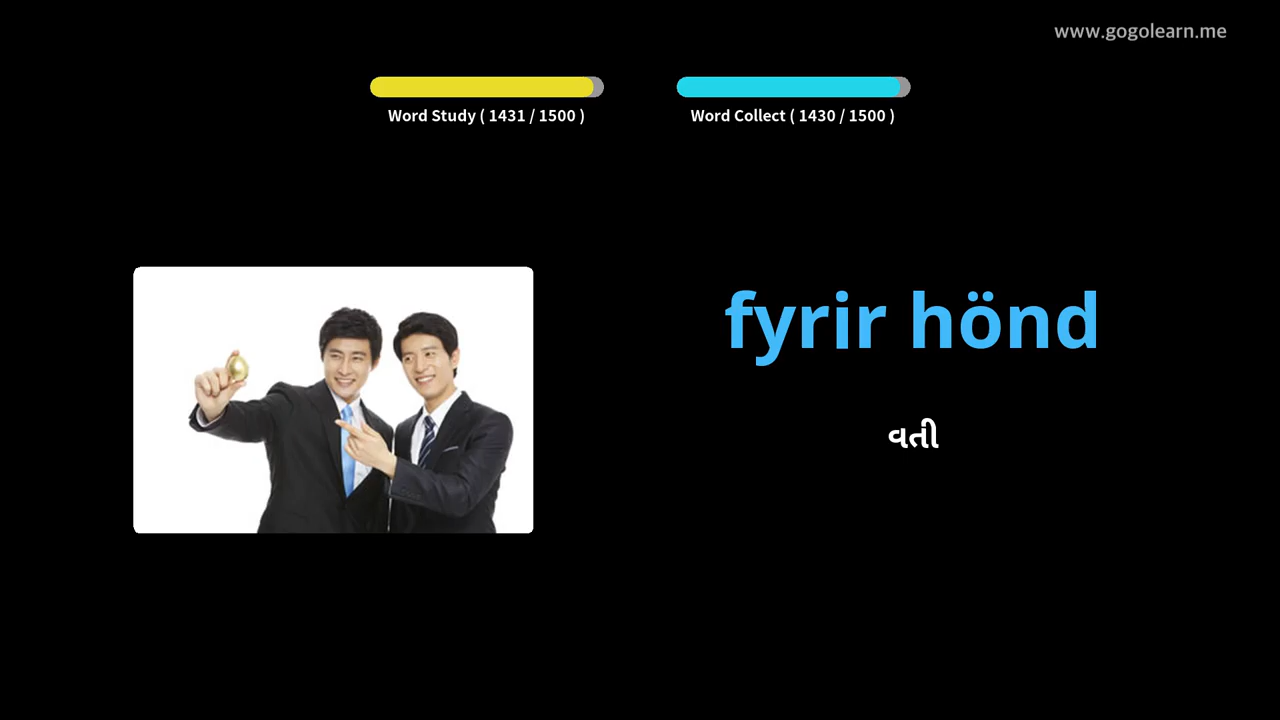 www.gogolearn.me
Word Study ( 1431 / 1500 )
Word Collect ( 1430 / 1500 )
fyrir hönd
વતી